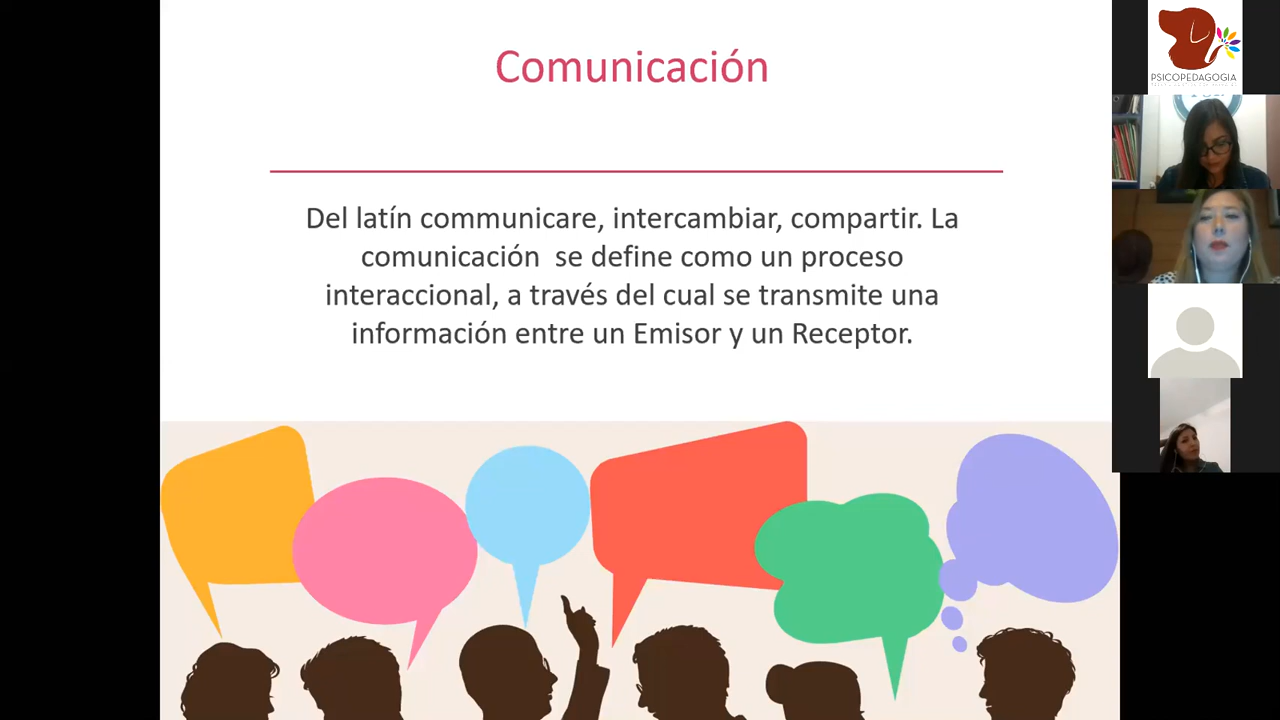 Comunicación
Del latín communicare, intercambiar, compartir. La
comunicación  se define como un proceso
interaccional, a través del cual se transmite una
información entre un Emisor y un Receptor.
PSICOPEDAGOGIA